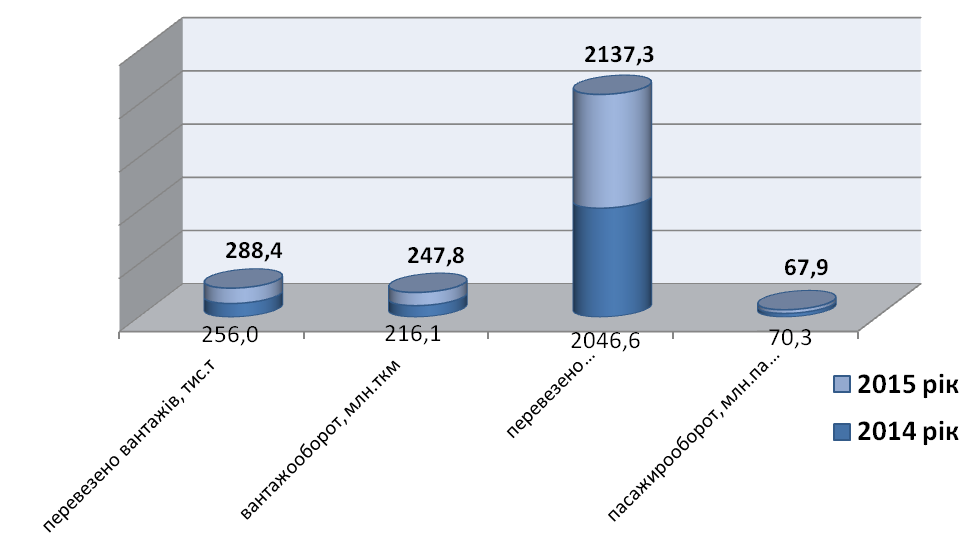 2137,3
288,4
247,8
67,9
256,0
216,1
2046,6
70,3
перевезено вантажів, тис.т
вантажооборот, млн.ткм
перевезено…
пасажирооборот, млн.па…
2015 рік
2014 рік